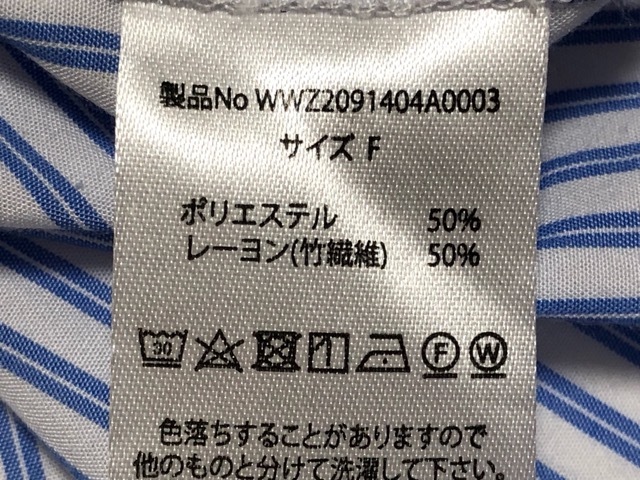 製品No WWZ2091404A0003
サイズ F
ポリエステル 50%
レーヨン(竹繊維) 50%
30 F W
色落ちすることがありますので
他のものと分けて洗濯して下さい。